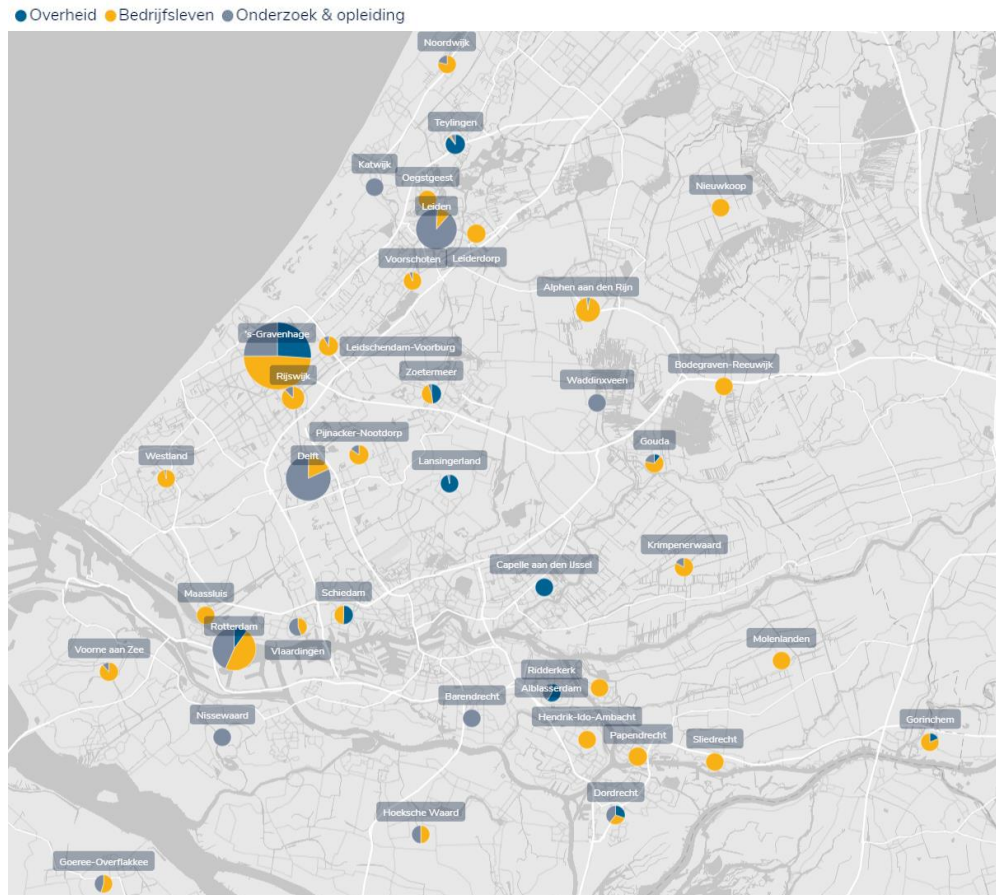 Overheid Bedrijfsleven Onderzoek & opleiding
Noordwijk
Teylingen
Katwijk
Oegstgeest
Nieuwkoop
Leiden
Voorschoten
Leiderdorp
Alphen aan den Rijn
's-Gravenhage
Leidschendam-Voorburg
Bodegraven-Reeuwijk
Rijswijk
Zoetermeer
Waddinxveen
Pijnacker-Nootdorp
Gouda
Westland
Delft
Lansingerland
Krimpenerwaard
Capelle aan den IJssel
Maassluis
Schiedam
Rotterdam
Molenlanden
Voorne aan Zee
Vlaardingen
Ridderkerk
Alblasserdam
Barendrecht
Nissewaard
Hendrik-Ido-Ambacht
Gorinchem
Papendrecht
Sliedrecht
Dordrecht
Hoeksche Waard
Goeree-Overflakkee